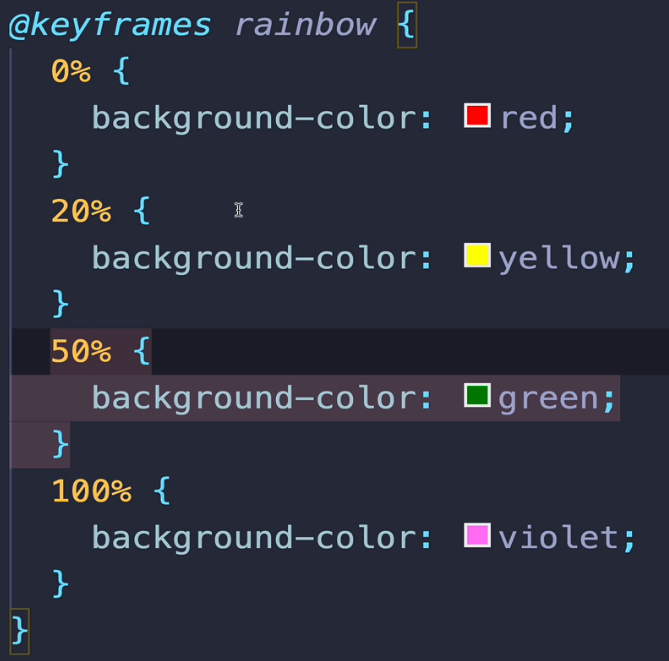 @keyframes rainbow {
0% {
background-color: red;
}
20% {
background-color: yellow;
}
50% {
background-color: green;
}
100% {
background-color: violet;
}
}